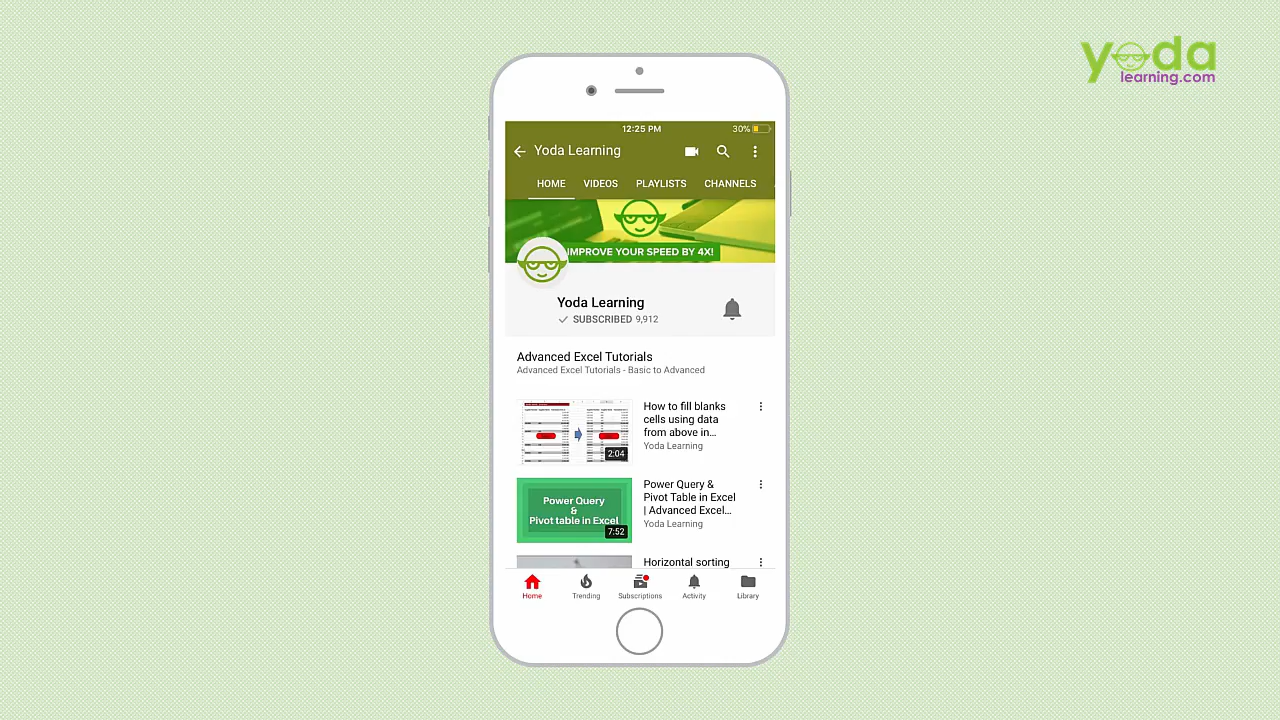 yoda
learning.com
12:25 PM 30%
Yoda Learning
HOME VIDEOS PLAYLISTS CHANNELS
IMPROVE YOUR SPEED BY 4X!
Yoda Learning
SUBSCRIBED 9,912
Advanced Excel Tutorials
Advanced Excel Tutorials - Basic to Advanced
How to fill blanks
cells using data
from above in...
Yoda Learning
2:04
Power Query
&
Pivot table in Excel
7:52
Power Query &
Pivot Table in Excel
| Advanced Excel...
Yoda Learning
Horizontal sorting
Home Trending Subscriptions Activity Library